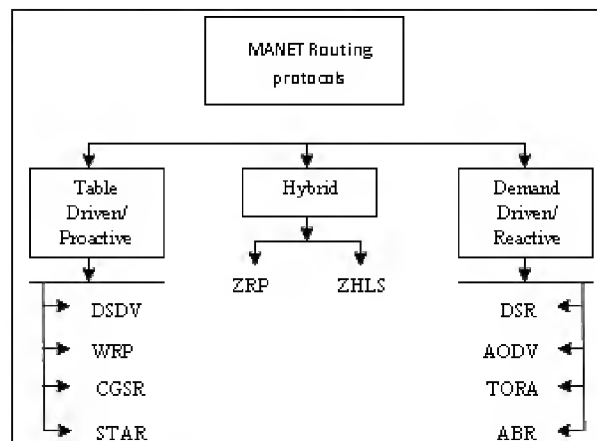 MANET Routing
protocols
Table
Driven/
Proactive
Hybrid
Demand
Driven/
Reactive
ZRP
ZHLS
DSDV
WRP
CGSR
STAR
DSR
AODV
TORA
ABR